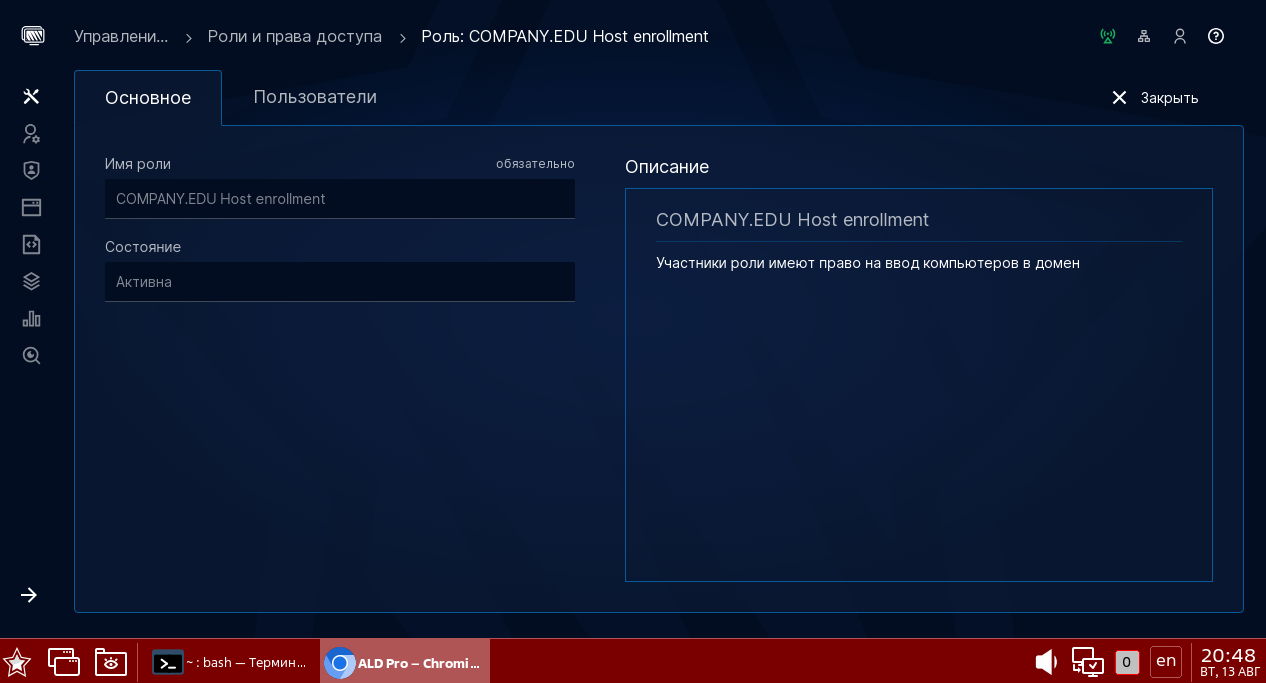 Управлени... Роли и права доступа Роль: COMPANY.EDU Host enrollment
Основное Пользователи Закрыть
Имя роли обязательно
COMPANY.EDU Host enrollment
Состояние
Активна
Описание
COMPANY.EDU Host enrollment
Участники роли имеют право на ввод компьютеров в домен
~ : bash — Термин... ALD Pro – Chromi... 0 en 20:48
ВТ, 13 АВГ